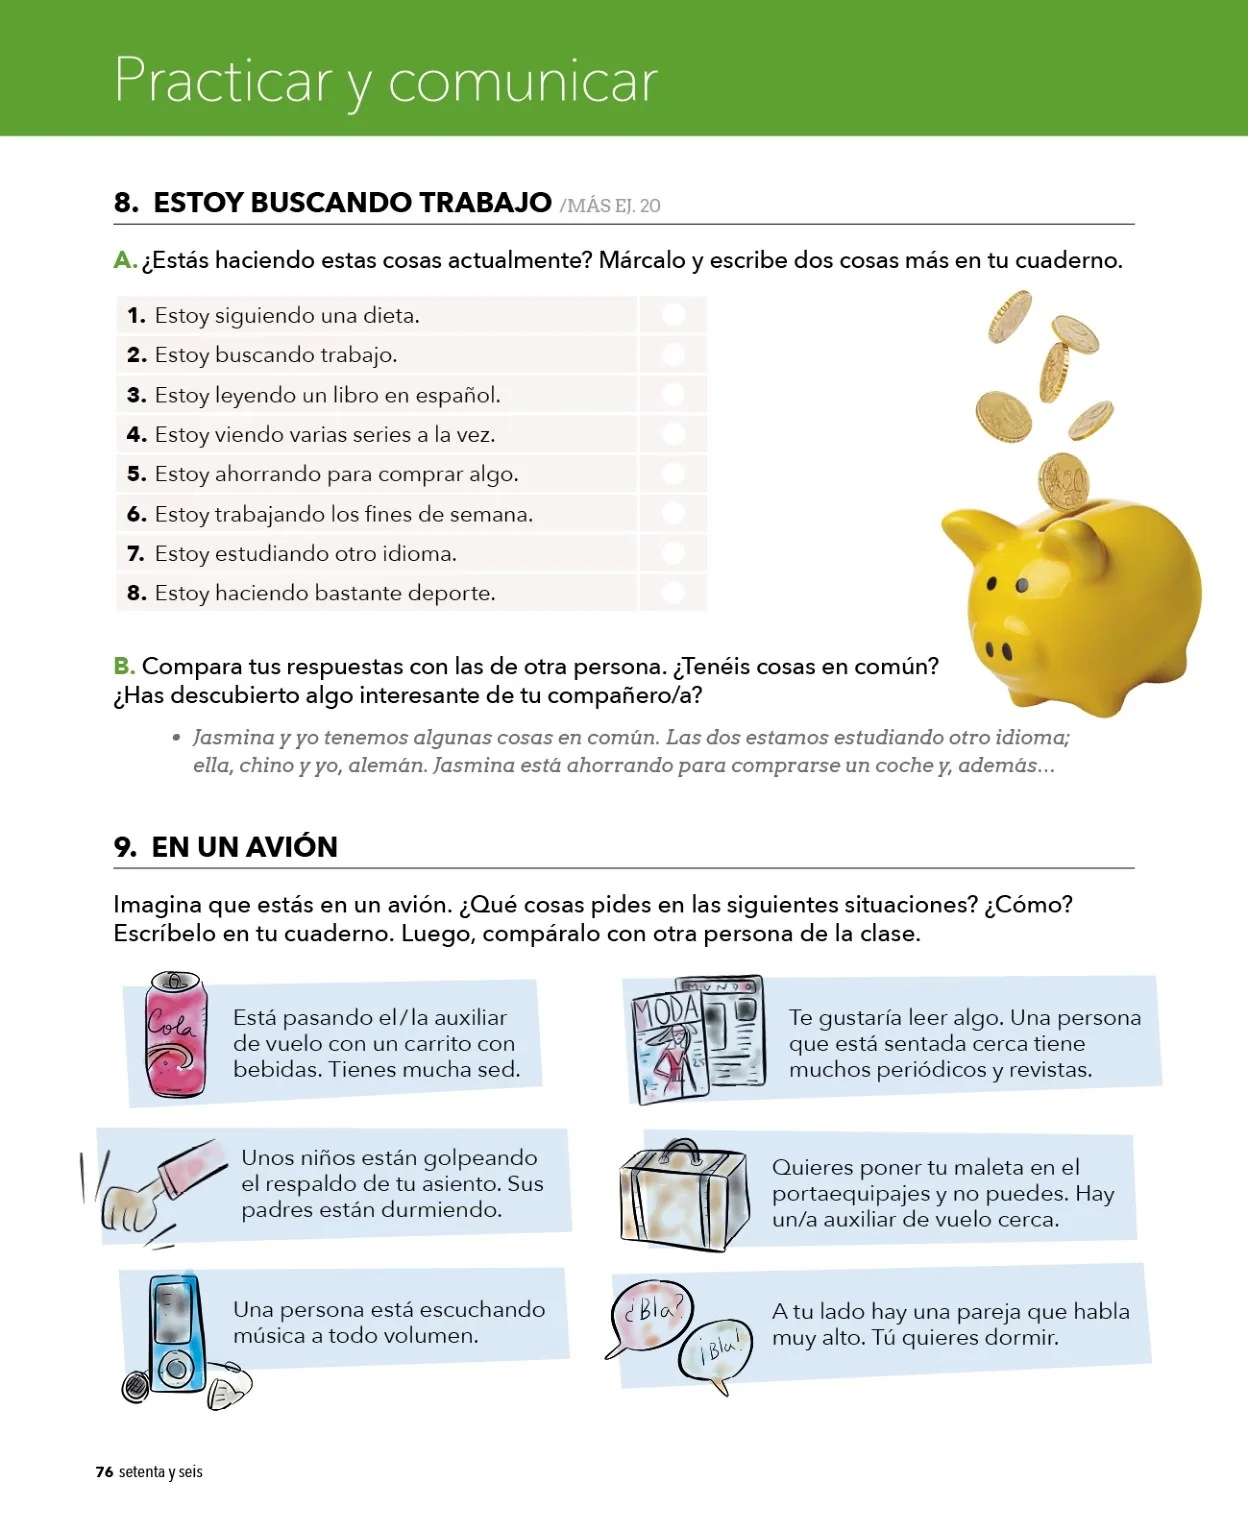 Practicar y comunicar
8. ESTOY BUSCANDO TRABAJO /MÁS EJ. 20
A. ¿Estás haciendo estas cosas actualmente? Márcalo y escribe dos cosas más en tu cuaderno.
1. Estoy siguiendo una dieta.
2. Estoy buscando trabajo.
3. Estoy leyendo un libro en español.
4. Estoy viendo varias series a la vez.
5. Estoy ahorrando para comprar algo.
6. Estoy trabajando los fines de semana.
7. Estoy estudiando otro idioma.
8. Estoy haciendo bastante deporte.
20
B. Compara tus respuestas con las de otra persona. ¿Tenéis cosas en común?
¿Has descubierto algo interesante de tu compañero/a?
• Jasmina y yo tenemos algunas cosas en común. Las dos estamos estudiando otro idioma;
ella, chino y yo, alemán. Jasmina está ahorrando para comprarse un coche y, además...
9. EN UN AVIÓN
Imagina que estás en un avión. ¿Qué cosas pides en las siguientes situaciones? ¿Cómo?
Escríbelo en tu cuaderno. Luego, compáralo con otra persona de la clase.
Cola
Está pasando el/la auxiliar
de vuelo con un carrito con
bebidas. Tienes mucha sed.
MUNDO
MODA
Te gustaría leer algo. Una persona
que está sentada cerca tiene
muchos periódicos y revistas.
Unos niños están golpeando
el respaldo de tu asiento. Sus
padres están durmiendo.
Quieres poner tu maleta en el
portaequipajes y no puedes. Hay
un/a auxiliar de vuelo cerca.
Una persona está escuchando
música a todo volumen.
¿Bla?
¡Bla!
A tu lado hay una pareja que habla
muy alto. Tú quieres dormir.
76 setenta y seis